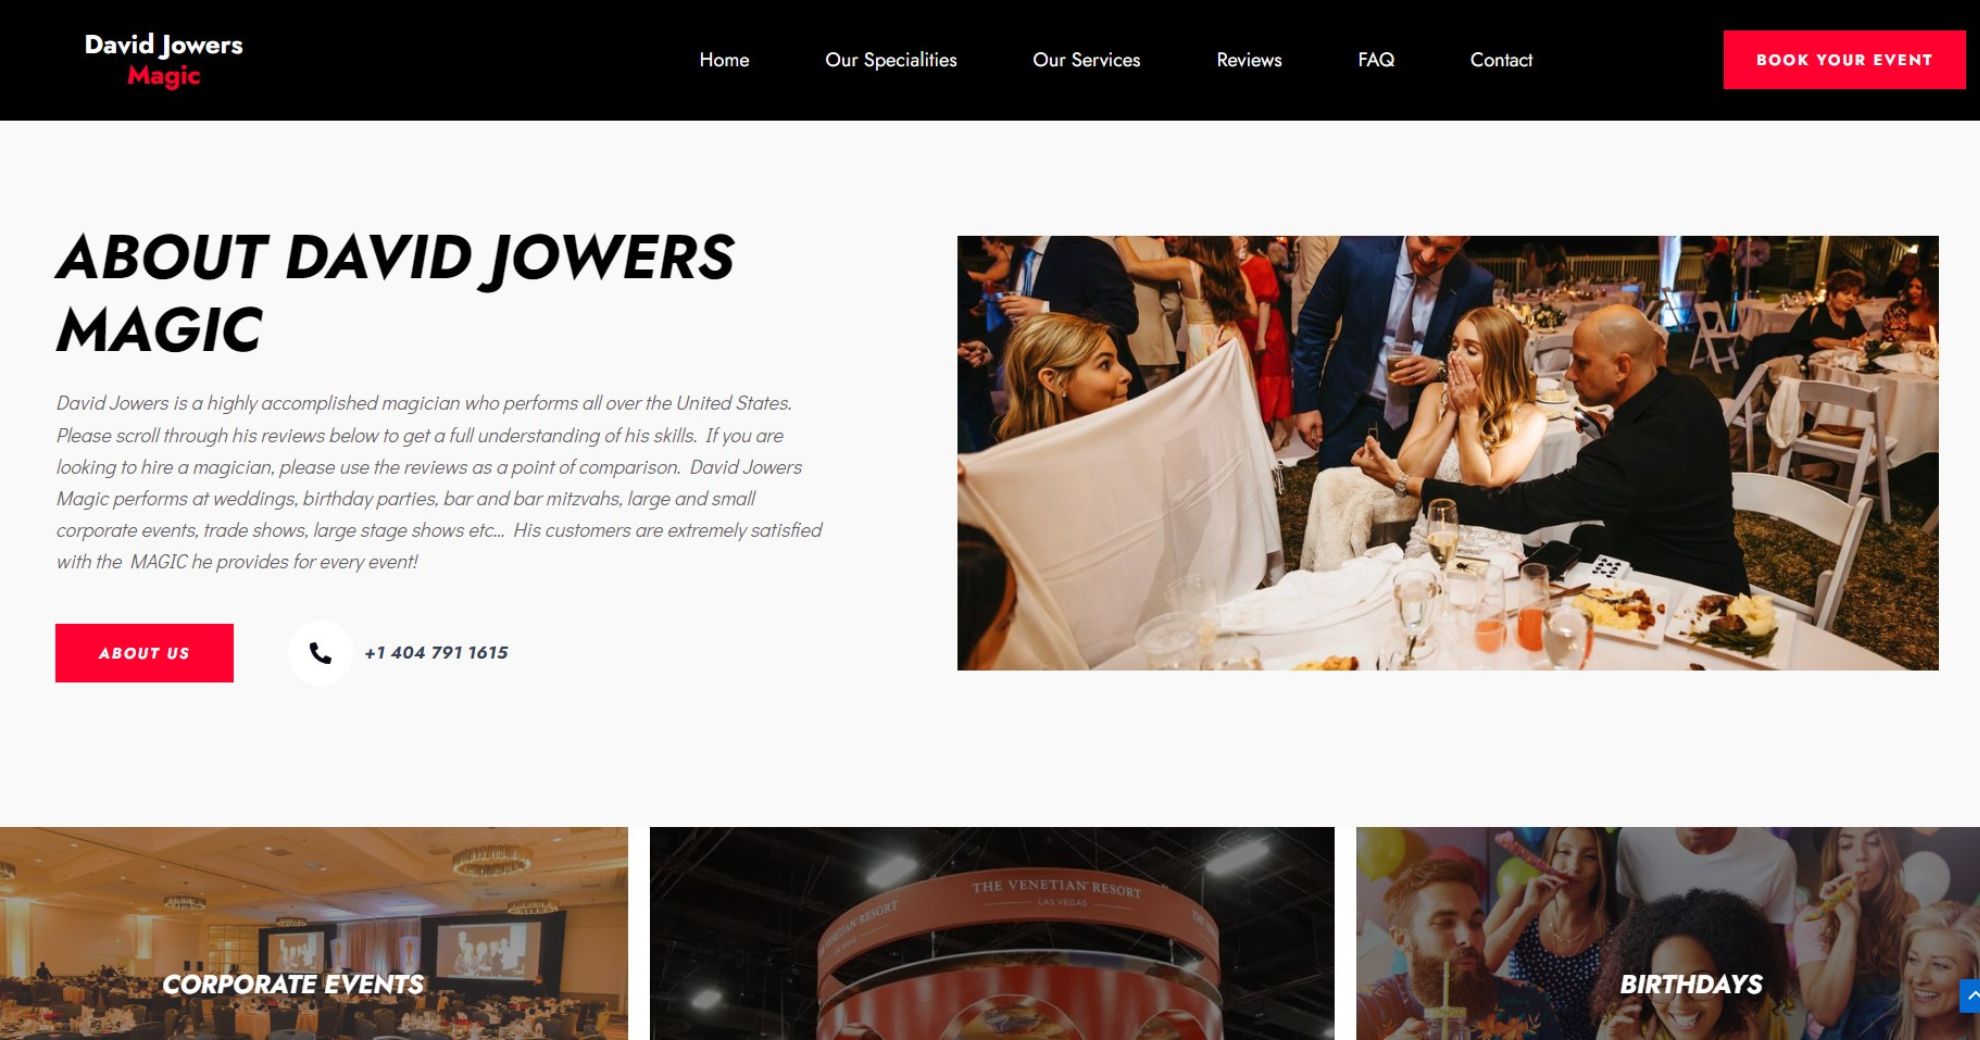 David Jowers
Magic
Home
Our Specialities
Our Services
Reviews
FAQ
Contact
BOOK YOUR EVENT
ABOUT DAVID JOWERS
MAGIC
David Jowers is a highly accomplished magician who performs all over the United States.
Please scroll through his reviews below to get a full understanding of his skills.  If you are
looking to hire a magician, please use the reviews as a point of comparison.  David Jowers
Magic performs at weddings, birthday parties, bar and bar mitzvahs, large and small
corporate events, trade shows, large stage shows etc...  His customers are extremely satisfied
with the  MAGIC he provides for every event!
ABOUT US
+1 404 791 1615
THE VENETIAN RESORT
LAS VEGAS
VENETIAN RESORT
CORPORATE EVENTS
BIRTHDAYS